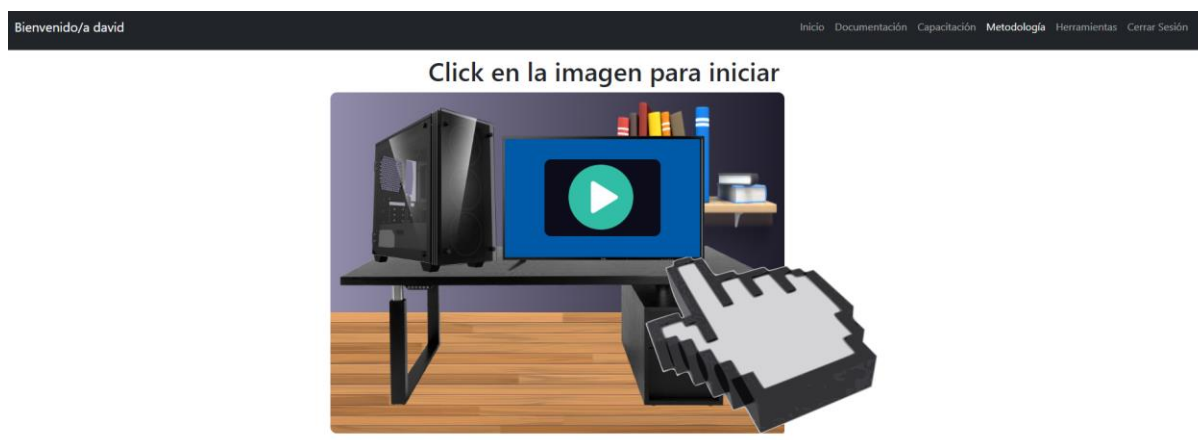 Bienvenido/a david
Inicio Documentación Capacitación Metodología Herramientas Cerrar Sesión
Click en la imagen para iniciar